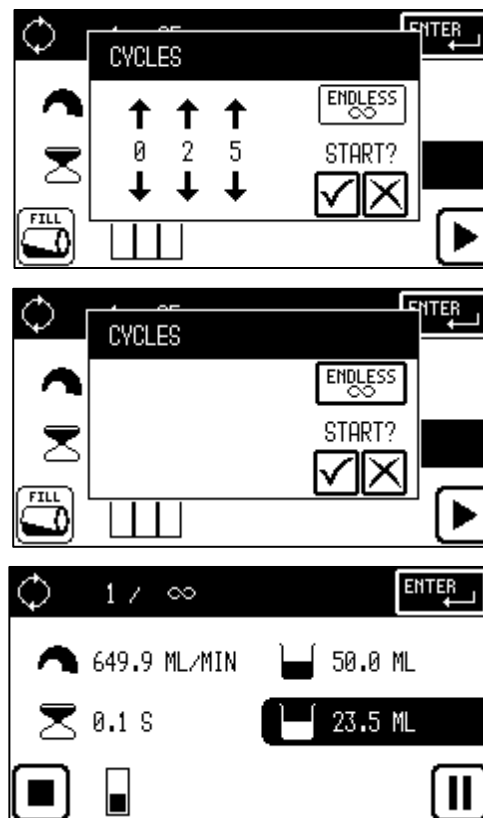 ENTER
CYCLES
ENDLESS
∞
0 2 5
START?
FILL
ENTER
CYCLES
ENDLESS
∞
START?
FILL
1 / ∞
ENTER
649.9 ML/MIN
50.0 ML
0.1 S
23.5 ML